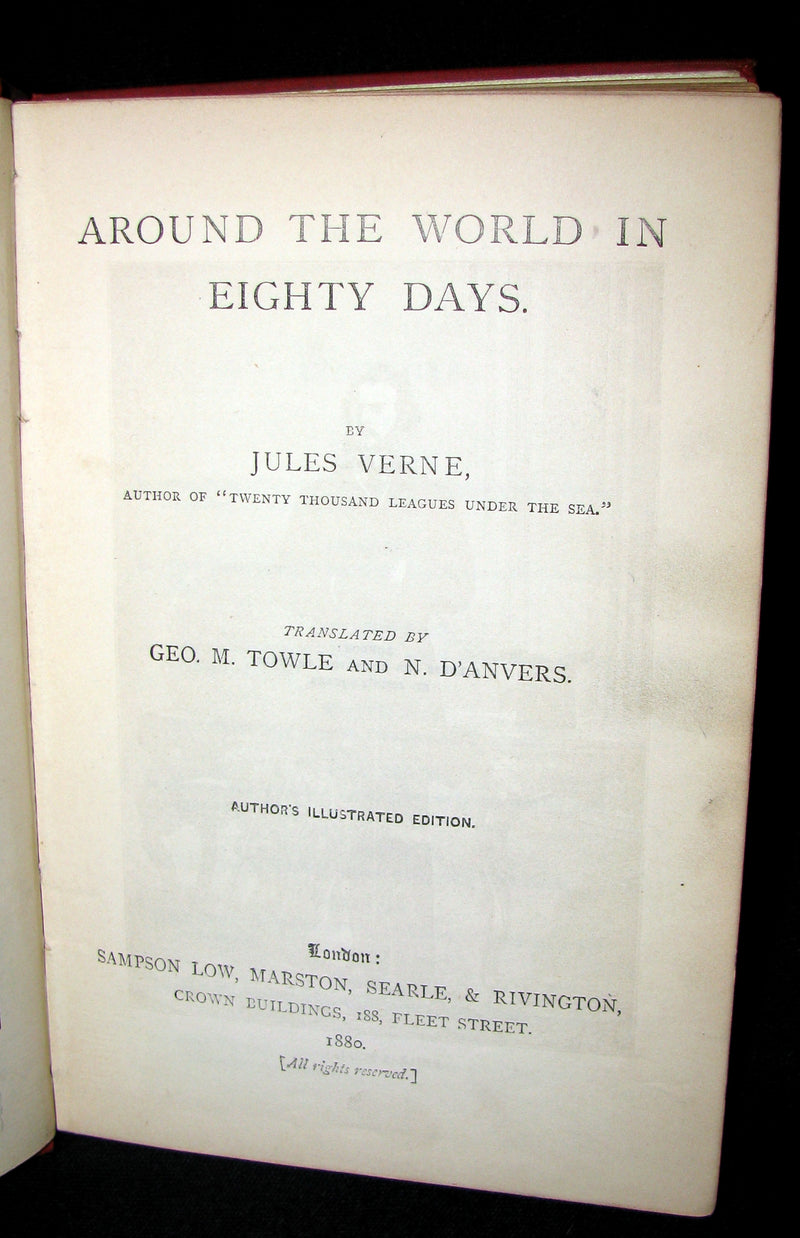 AROUND THE WORLD IN
EIGHTY DAYS.
BY
JULES VERNE,
AUTHOR OF “TWENTY THOUSAND LEAGUES UNDER THE SEA.”
TRANSLATED BY
GEO. M. TOWLE AND N. D’ANVERS.
AUTHOR’S ILLUSTRATED EDITION.
London:
SAMPSON LOW, MARSTON, SEARLE, & RIVINGTON,
CROWN BUILDINGS, 188, FLEET STREET.
1880.
[All rights reserved.]